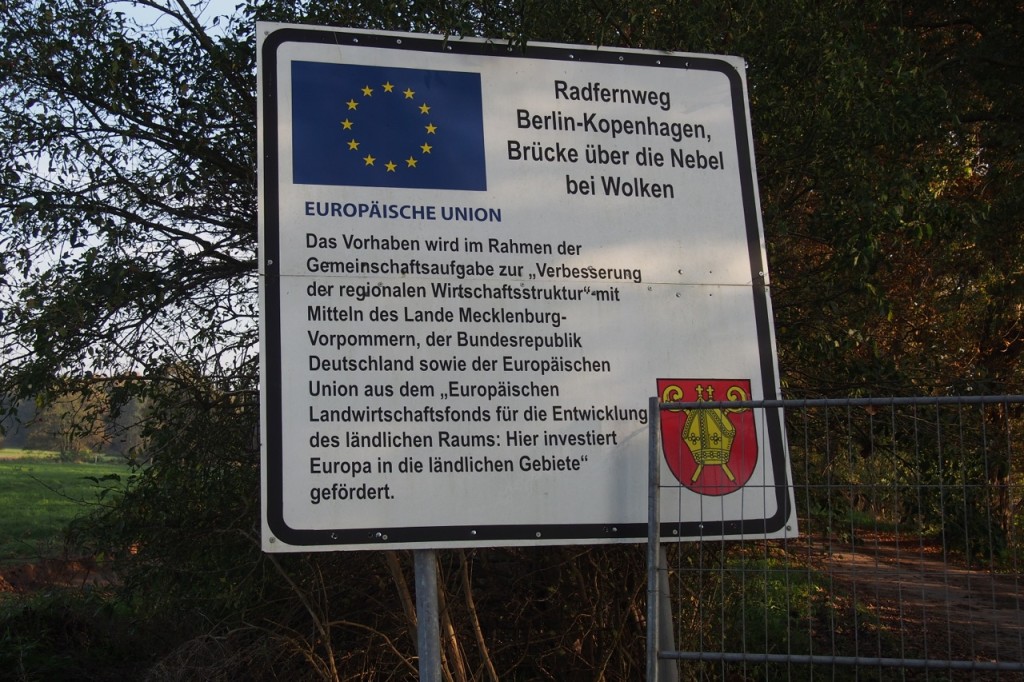 Radfernweg
Berlin-Kopenhagen,
Brücke über die Nebel
bei Wolken
EUROPÄISCHE UNION
Das Vorhaben wird im Rahmen der
Gemeinschaftsaufgabe zur „Verbesserung
der regionalen Wirtschaftsstruktur“ mit
Mitteln des Lande Mecklenburg-
Vorpommern, der Bundesrepublik
Deutschland sowie der Europäischen
Union aus dem „Europäischen
Landwirtschaftsfonds für die Entwicklung
des ländlichen Raums: Hier investiert
Europa in die ländlichen Gebiete“
gefördert.